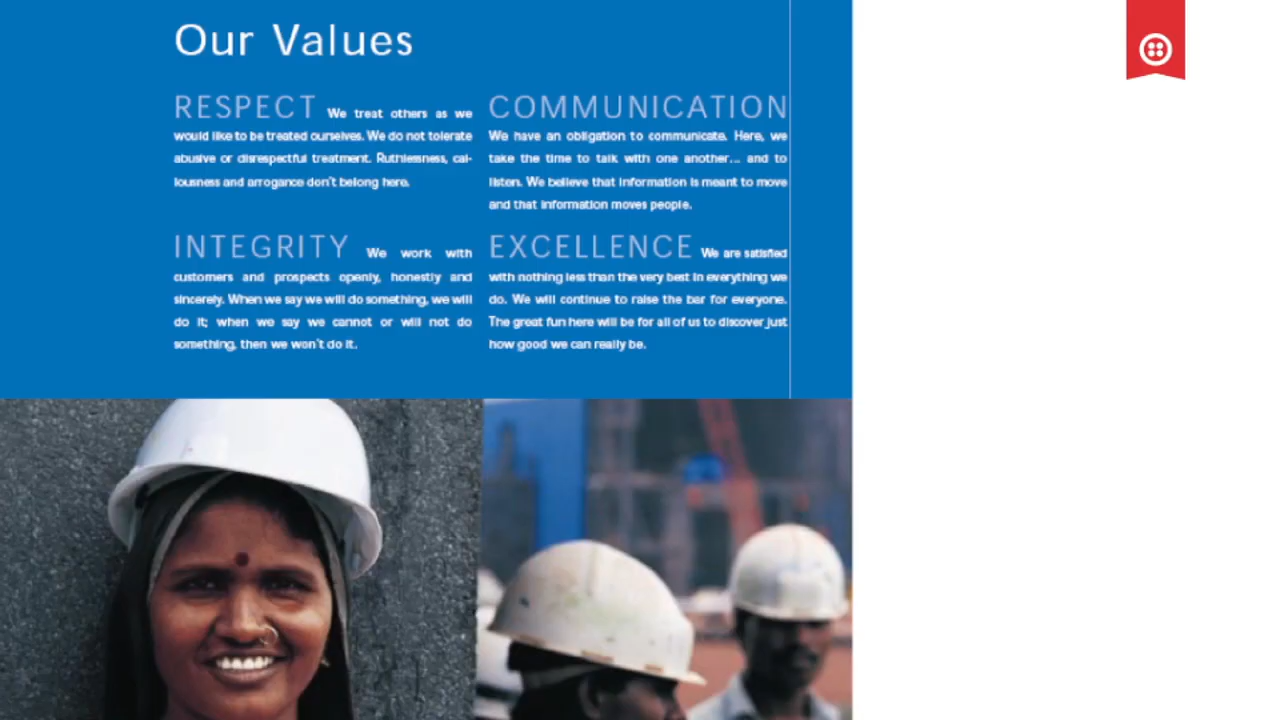 Our Values
RESPECT We treat others as we
would like to be treated ourselves. We do not tolerate
abusive or disrespectful treatment. Ruthlessness, cal-
lousness and arrogance don't belong here.
COMMUNICATION
We have an obligation to communicate. Here, we
take the time to talk with one another... and to
listen. We believe that information is meant to move
and that information moves people.
INTEGRITY We work with
customers and prospects openly, honestly and
sincerely. When we say we will do something, we will
do it; when we say we cannot or will not do
something, then we won't do it.
EXCELLENCE We are satisfied
with nothing less than the very best in everything we
do. We will continue to raise the bar for everyone.
The great fun here will be for all of us to discover just
how good we can really be.